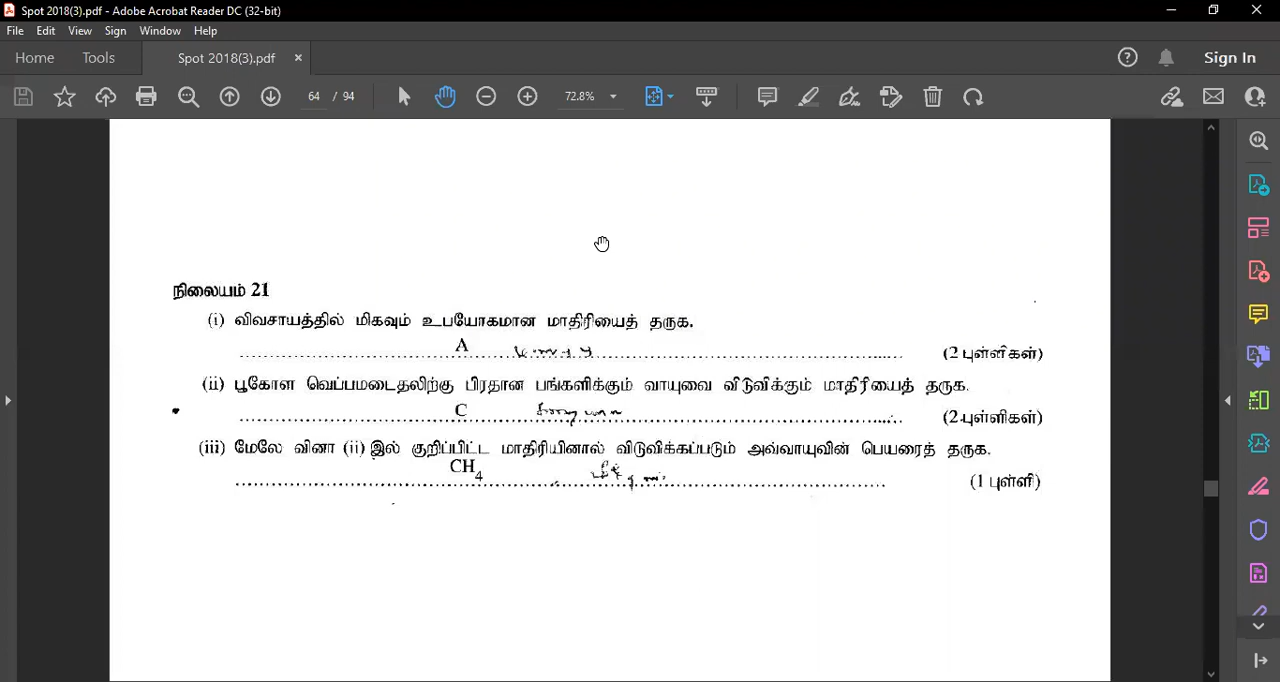 Spot 2018(3).pdf - Adobe Acrobat Reader DC (32-bit)
File Edit View Sign Window Help
Home Tools Spot 2018(3).pdf × Sign In
64 / 94 72.8%
நிலையம் 21
(i) விவசாயத்தில் மிகவும் உபயோகமான மாதிரியைத் தருக.
A
(2 புள்ளிகள்)
(ii) பூகோள வெப்பமடைதலிற்கு பிரதான பங்களிக்கும் வாயுவை விடுவிக்கும் மாதிரியைத் தருக.
C
(2 புள்ளிகள்)
(iii) மேலே வினா (ii) இல் குறிப்பிட்ட மாதிரியினால் விடுவிக்கப்படும் அவ்வாயுவின் பெயரைத் தருக.
CH4
(1 புள்ளி)